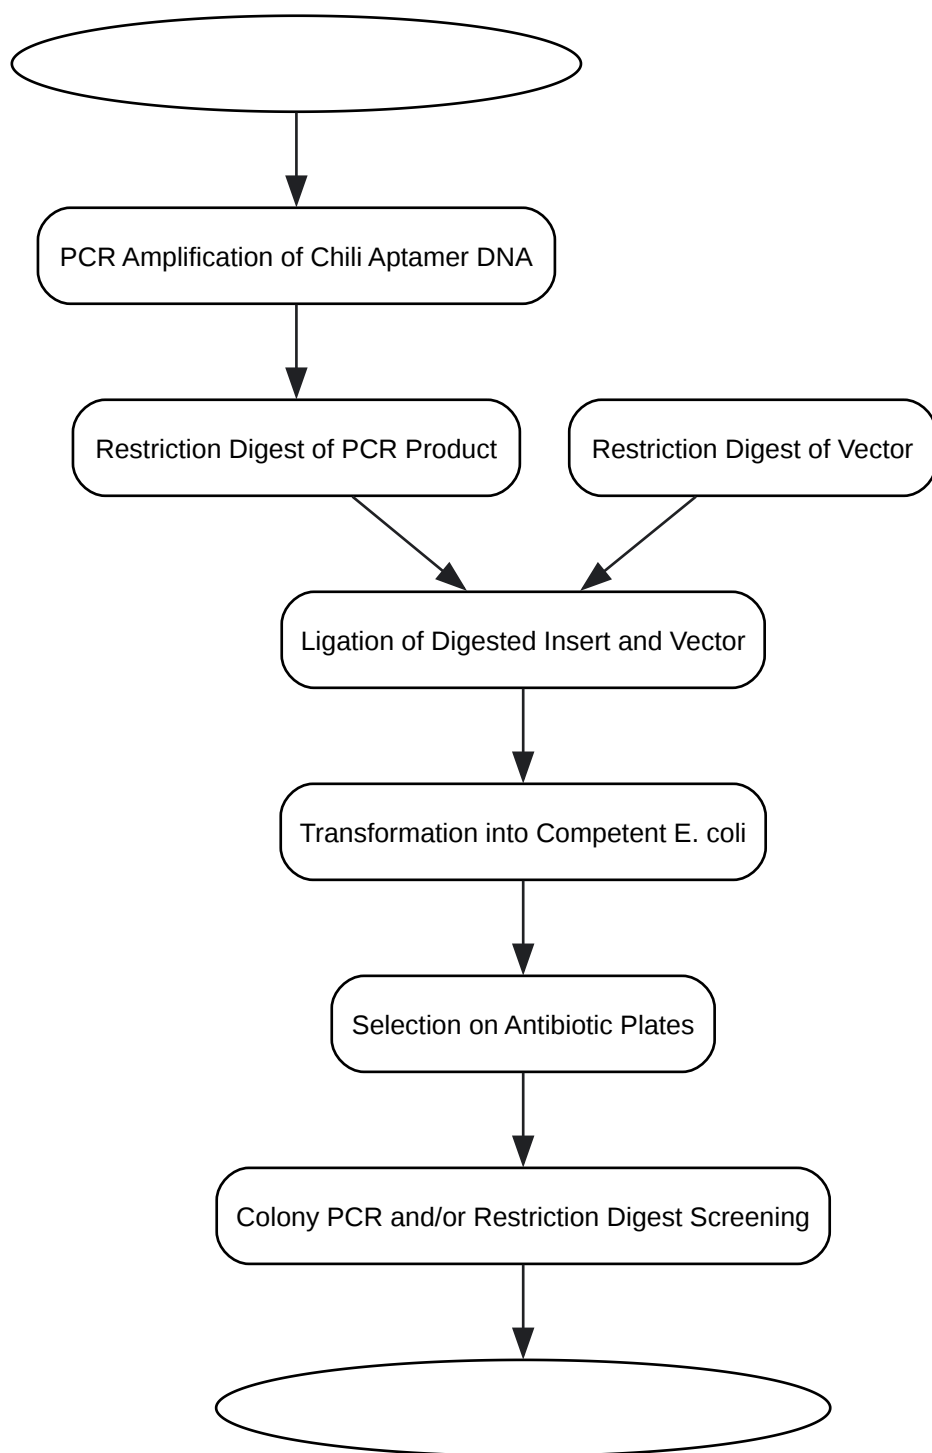 PCR Amplification of Chili Aptamer DNA
Restriction Digest of PCR Product
Restriction Digest of Vector
Ligation of Digested Insert and Vector
Transformation into Competent E. coli
Selection on Antibiotic Plates
Colony PCR and/or Restriction Digest Screening